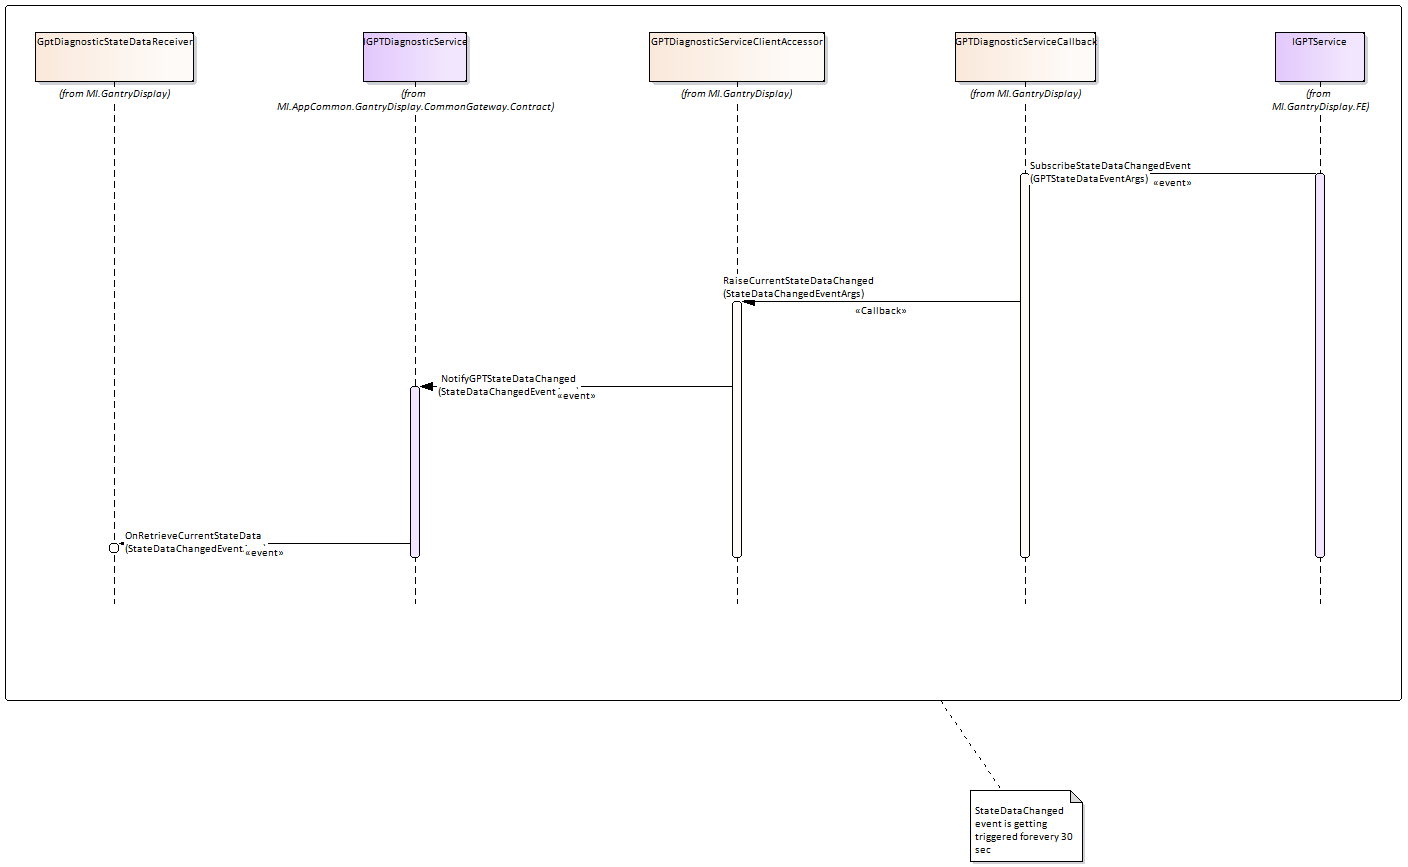 GptDiagnosticStateDataReceiver
IGPTDiagnosticService
GPTDiagnosticServiceClientAccessor
GPTDiagnosticServiceCallback
IGPTService
(from MI.GantryDisplay)
(from
MI.AppCommon.GantryDisplay.CommonGateway.Contract)
(from MI.GantryDisplay)
(from MI.GantryDisplay)
(from
MI.GantryDisplay.FE)
SubscribeStateDataChangedEvent
(GPTStateDataEventArgs)
«event»
RaiseCurrentStateDataChanged
(StateDataChangedEventArgs)
«Callback»
NotifyGPTStateDataChanged
(StateDataChangedEvent
«event»
OnRetrieveCurrentStateData
(StateDataChangedEvent
«event»
StateDataChanged
event is getting
triggered forevery 30
sec